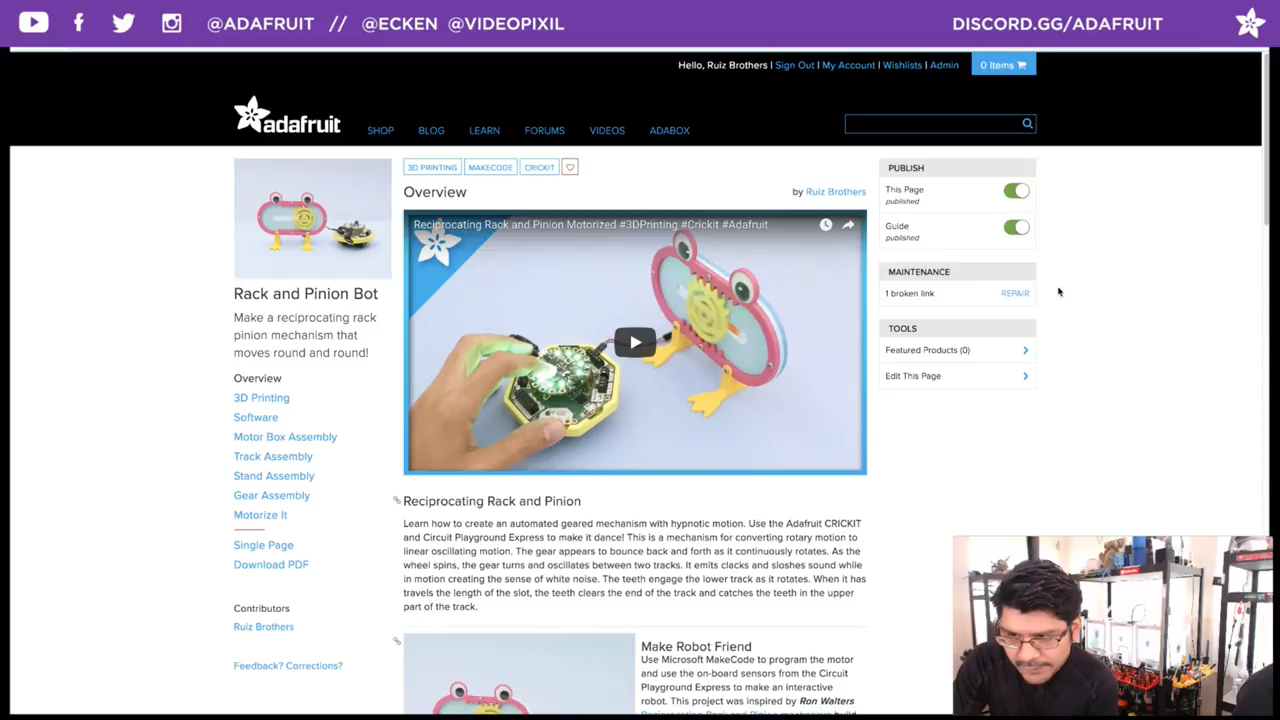 @ADAFRUIT // @ECKEN @VIDEOPIXIL
DISCORD.GG/ADAFRUIT
Hello, Ruiz Brothers | Sign Out | My Account | Wishlists | Admin
0 Items
adafruit
SHOP
BLOG
LEARN
FORUMS
VIDEOS
ADABOX
3D PRINTING
MAKECODE
CRICKIT
Overview
by Ruiz Brothers
Reciprocating Rack and Pinion Motorized #3DPrinting #Crickit #Adafruit
Rack and Pinion Bot
Make a reciprocating rack
pinion mechanism that
moves round and round!
Overview
3D Printing
Software
Motor Box Assembly
Track Assembly
Stand Assembly
Gear Assembly
Motorize It
Single Page
Download PDF
Contributors
Ruiz Brothers
Feedback? Corrections?
Reciprocating Rack and Pinion
Learn how to create an automated geared mechanism with hypnotic motion. Use the Adafruit CRICKIT
and Circuit Playground Express to make it dance! This is a mechanism for converting rotary motion to
linear oscillating motion. The gear appears to bounce back and forth as it continuously rotates. As the
wheel spins, the gear turns and oscillates between two tracks. It emits clacks and sloshes sound while
in motion creating the sense of white noise. The teeth engage the lower track as it rotates. When it has
travels the length of the slot, the teeth clears the end of the track and catches the teeth in the upper
part of the track.
Make Robot Friend
Use Microsoft MakeCode to program the motor
and use the on-board sensors from the Circuit
Playground Express to make an interactive
robot. This project was inspired by Ron Walters
Reciprocating Rack and Pinion mechanism build
PUBLISH
This Page
published
Guide
published
MAINTENANCE
1 broken link
REPAIR
TOOLS
Featured Products (0)
Edit This Page